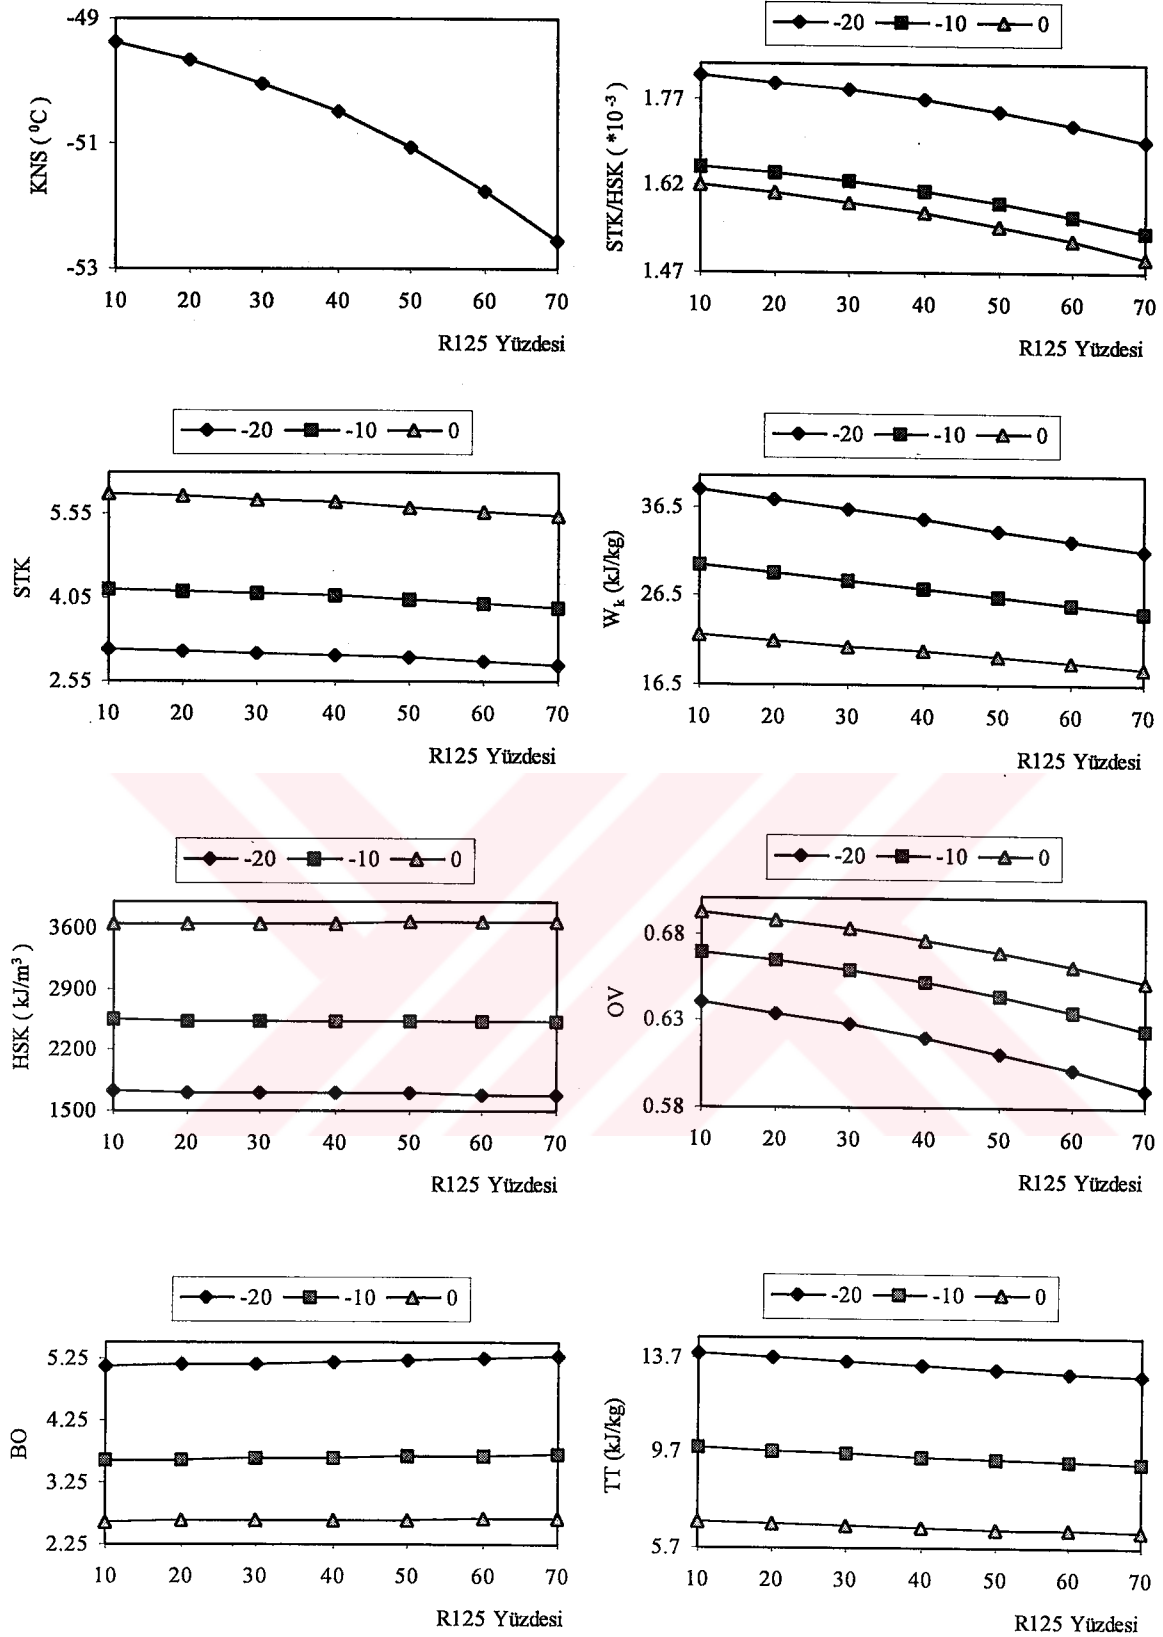 -49
-51
-53
KNS ( ⁰C )
10 20 30 40 50 60 70
R125 Yüzdesi
-20 -10 0
1.77
1.62
1.47
STK/HSK ( *10⁻³ )
10 20 30 40 50 60 70
R125 Yüzdesi
-20 -10 0
5.55
4.05
2.55
STK
10 20 30 40 50 60 70
R125 Yüzdesi
-20 -10 0
36.5
26.5
16.5
Wₖ (kJ/kg)
10 20 30 40 50 60 70
R125 Yüzdesi
-20 -10 0
3600
2900
2200
1500
HSK ( kJ/m³ )
10 20 30 40 50 60 70
R125 Yüzdesi
-20 -10 0
0.68
0.63
0.58
OV
10 20 30 40 50 60 70
R125 Yüzdesi
-20 -10 0
5.25
4.25
3.25
2.25
BO
10 20 30 40 50 60 70
R125 Yüzdesi
-20 -10 0
13.7
9.7
5.7
TT (kJ/kg)
10 20 30 40 50 60 70
R125 Yüzdesi